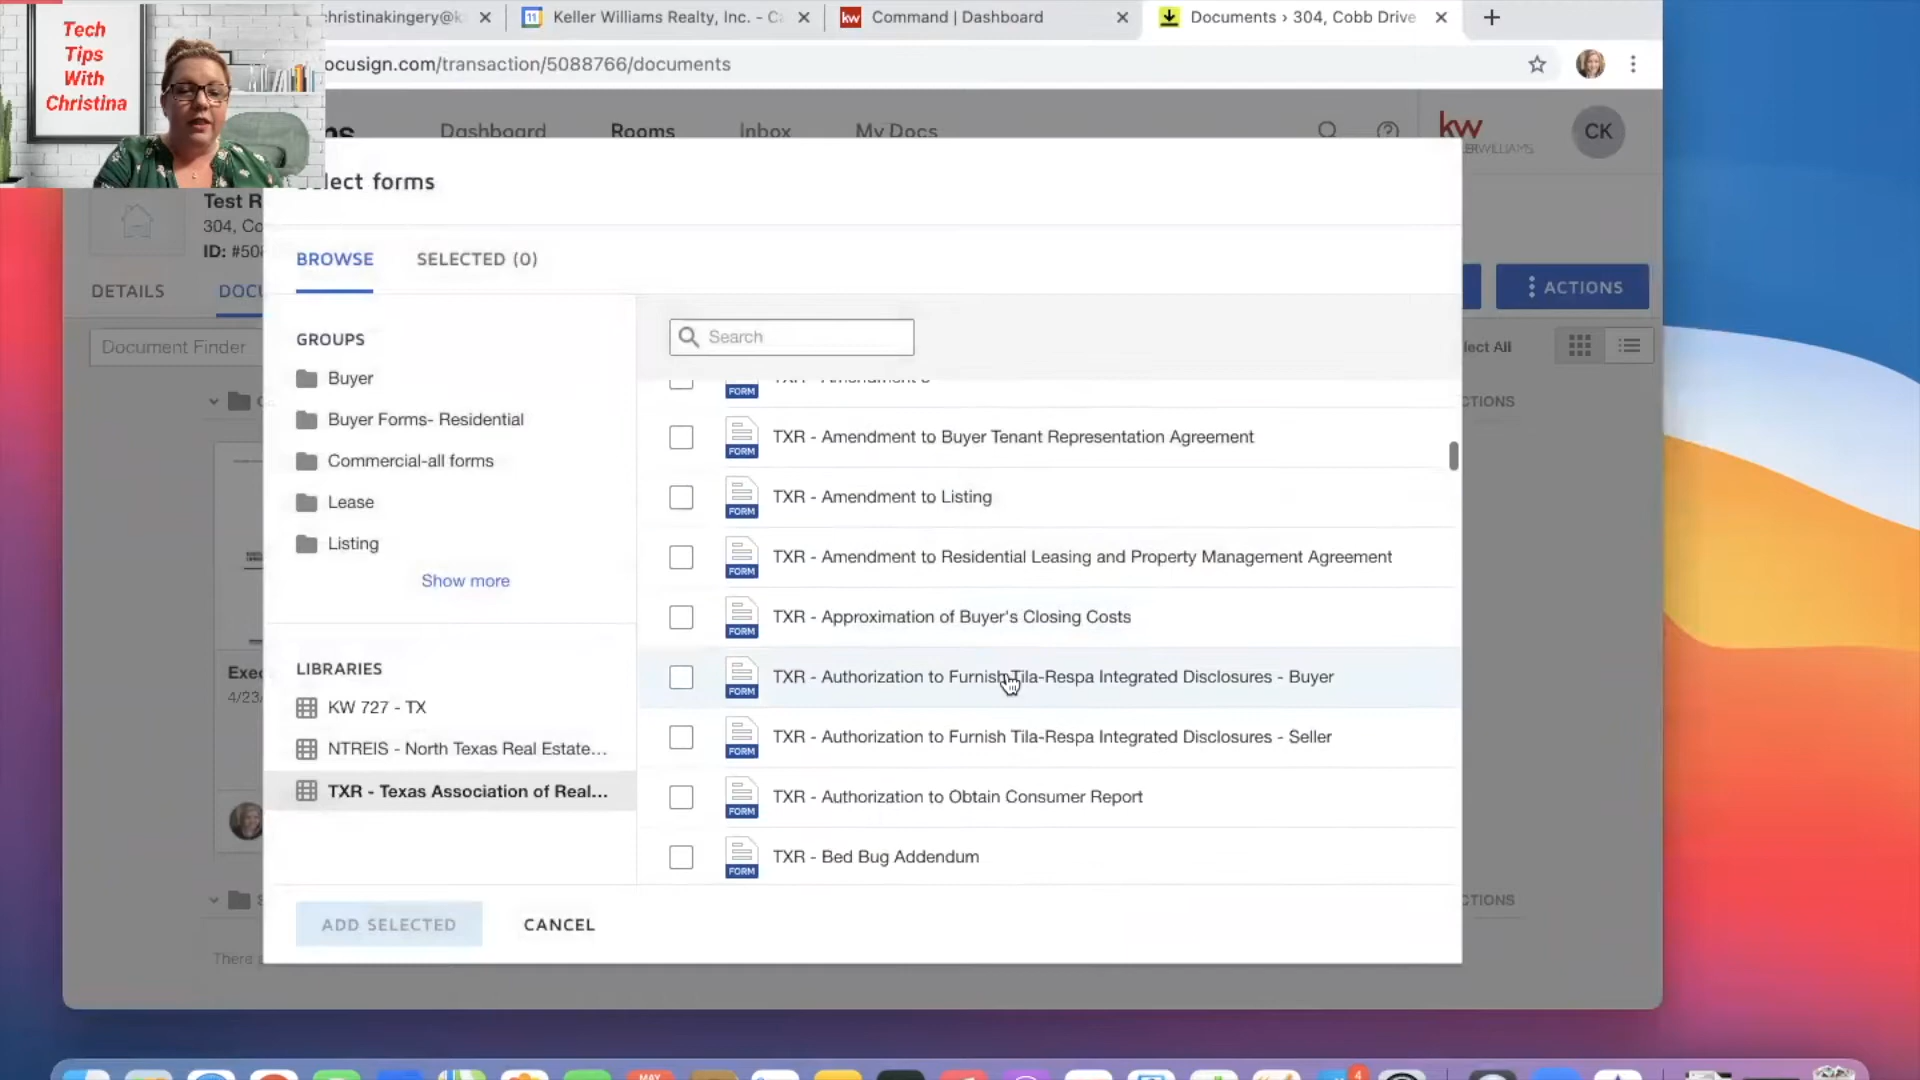 Tech
Tips
With
Christina
christinakingery@k
Keller Williams Realty, Inc. - Ca
Command | Dashboard
Documents › 304, Cobb Drive
ocusign.com/transaction/5088766/documents
Dashboard
Rooms
Inbox
My Docs
kw
CK
Select forms
Test R
304, Co
ID: #508
BROWSE
SELECTED (0)
DETAILS
DOCU
ACTIONS
Document Finder
GROUPS
Search
lect All
Buyer
CTIONS
Buyer Forms- Residential
TXR - Amendment to Buyer Tenant Representation Agreement
FORM
Commercial-all forms
Lease
TXR - Amendment to Listing
FORM
Listing
TXR - Amendment to Residential Leasing and Property Management Agreement
FORM
Show more
TXR - Approximation of Buyer's Closing Costs
FORM
LIBRARIES
Exec
4/23/
TXR - Authorization to Furnish Tila-Respa Integrated Disclosures - Buyer
FORM
KW 727 - TX
NTREIS - North Texas Real Estate...
TXR - Authorization to Furnish Tila-Respa Integrated Disclosures - Seller
FORM
TXR - Texas Association of Real...
TXR - Authorization to Obtain Consumer Report
FORM
TXR - Bed Bug Addendum
FORM
CTIONS
ADD SELECTED
CANCEL
There
MAY
4